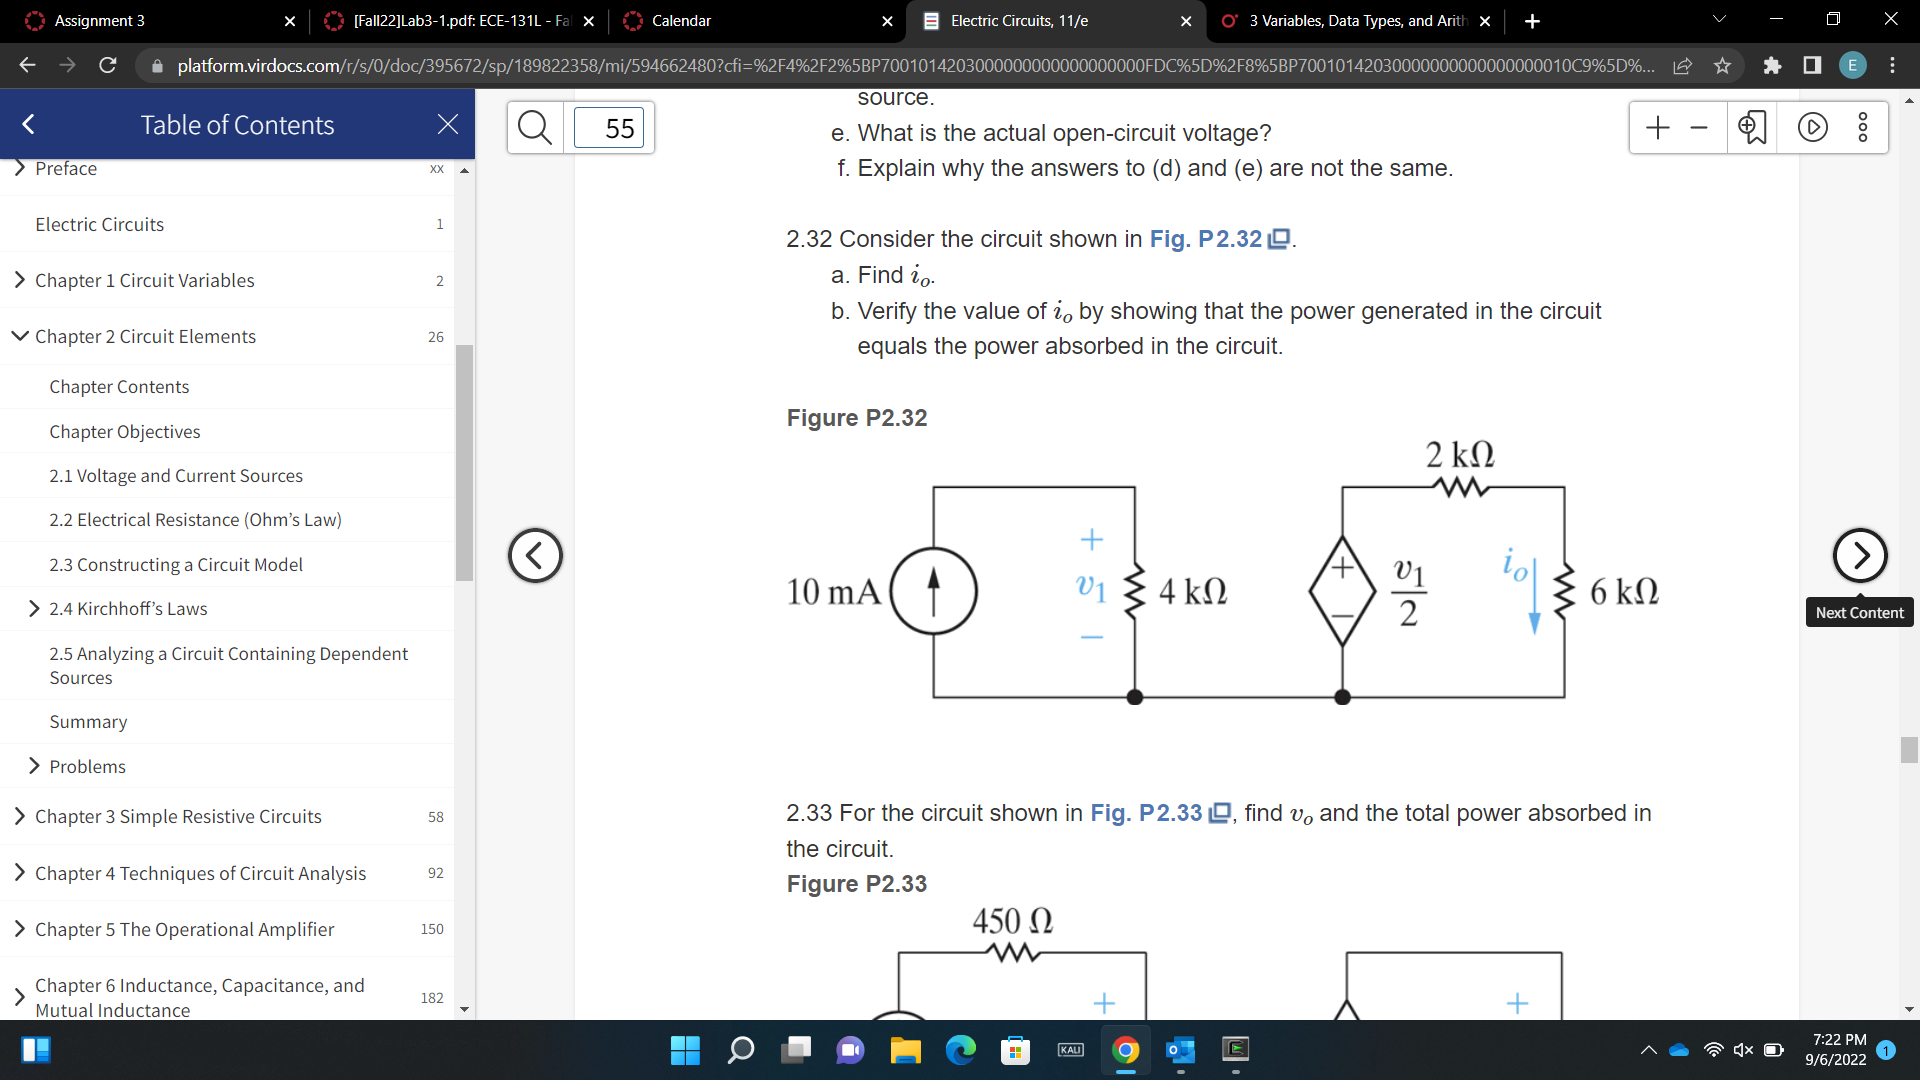 Assignment 3
[Fall22]Lab3-1.pdf: ECE-131L - Fa
Calendar
Electric Circuits, 11/e
3 Variables, Data Types, and Arith
platform.virdocs.com/r/s/0/doc/395672/sp/189822358/mi/594662480?cfi=%2F4%2F2%5BP7001014203000000000000000000FDC%5D%2F8%5BP70010142030000000000000000010C9%5D%...
E
Table of Contents
Preface xx
Electric Circuits 1
Chapter 1 Circuit Variables 2
Chapter 2 Circuit Elements 26
Chapter Contents
Chapter Objectives
2.1 Voltage and Current Sources
2.2 Electrical Resistance (Ohm's Law)
2.3 Constructing a Circuit Model
2.4 Kirchhoff's Laws
2.5 Analyzing a Circuit Containing Dependent
Sources
Summary
Problems
Chapter 3 Simple Resistive Circuits 58
Chapter 4 Techniques of Circuit Analysis 92
Chapter 5 The Operational Amplifier 150
Chapter 6 Inductance, Capacitance, and
Mutual Inductance 182
55
source.
e. What is the actual open-circuit voltage?
f. Explain why the answers to (d) and (e) are not the same.
2.32 Consider the circuit shown in Fig. P2.32.
a. Find io.
b. Verify the value of io by showing that the power generated in the circuit
equals the power absorbed in the circuit.
Figure P2.32
2 kΩ
10 mA
+
v1
−
4 kΩ
+
−
v1
2
io
6 kΩ
Next Content
2.33 For the circuit shown in Fig. P2.33, find vo and the total power absorbed in
the circuit.
Figure P2.33
450 Ω
+
+
KALI
7:22 PM
9/6/2022
1